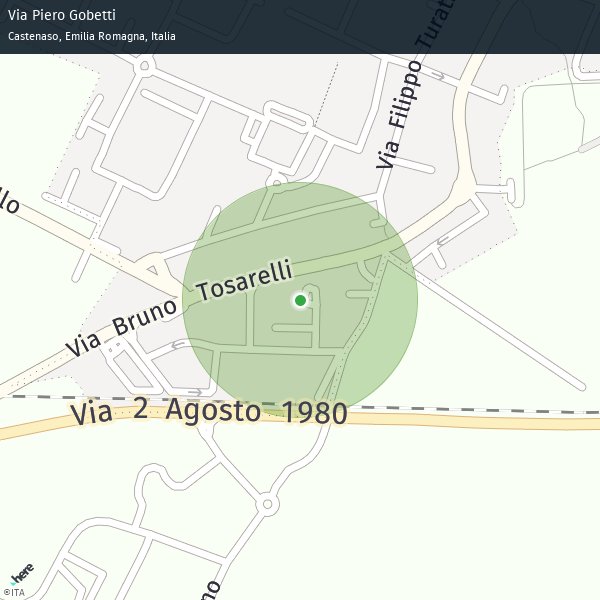 Via Piero Gobetti
Castenaso, Emilia Romagna, Italia
Via Filippo Turati
llo
Via Bruno Tosarelli
Via 2 Agosto 1980
no
here
©ITA